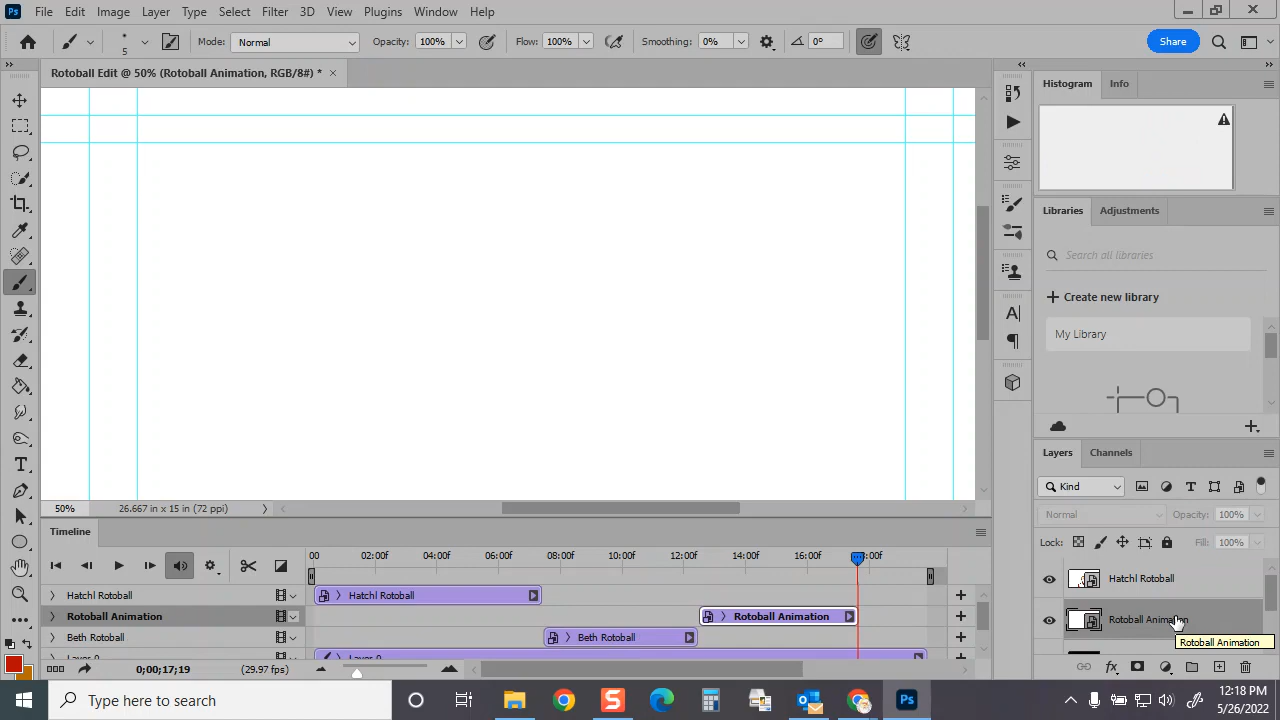 Ps File Edit Image Layer Type Select Filter 3D View Plugins Window Help
5 Mode: Normal Opacity: 100% Flow: 100% Smoothing: 0% 0° Share
Rotoball Edit @ 50% (Rotoball Animation, RGB/8#) *
Histogram Info
Libraries Adjustments
Search all libraries
Create new library
My Library
Layers Channels
Kind
Normal Opacity: 100%
Lock: Fill: 100%
Hatchl Rotoball
Rotoball Animation
Rotoball Animation
50% 26.667 in x 15 in (72 ppi)
Timeline
00 02:00f 04:00f 06:00f 08:00f 10:00f 12:00f 14:00f 16:00f
Hatchl Rotoball Hatchl Rotoball
Rotoball Animation Rotoball Animation
Beth Rotoball Beth Rotoball
Layer 0
0;00;17;19 (29.97 fps)
Type here to search
12:18 PM
5/26/2022